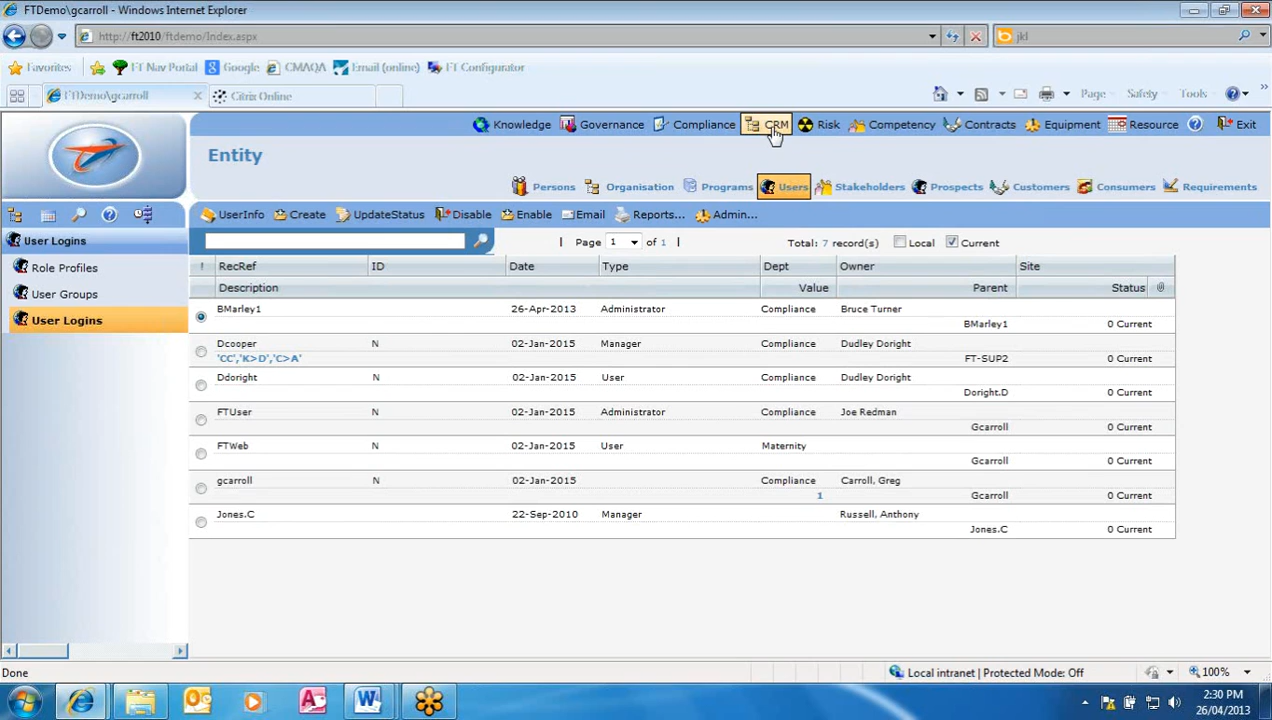 FTDemo\gcarroll - Windows Internet Explorer
http://ft2010/ftdemo/Index.aspx
jkl
Favorites FT Nav Portal Google CMAQA Email (online) FT Configurator
FTDemo\gcarroll Citrix Online Page Safety Tools
Knowledge Governance Compliance CRM Risk Competency Contracts Equipment Resource Exit
Entity
Persons Organisation Programs Users Stakeholders Prospects Customers Consumers Requirements
UserInfo Create UpdateStatus Disable Enable Email Reports... Admin...
User Logins
Page 1 of 1 Total: 7 record(s) Local Current
Role Profiles
User Groups
User Logins
! RecRef ID Date Type Dept Owner Site
Description Value Parent Status
BMarley1 26-Apr-2013 Administrator Compliance Bruce Turner
BMarley1 0 Current
Dcooper N 02-Jan-2015 Manager Compliance Dudley Doright
'CC','K>D','C>A' FT-SUP2 0 Current
Ddoright N 02-Jan-2015 User Compliance Dudley Doright
Doright.D 0 Current
FTUser N 02-Jan-2015 Administrator Compliance Joe Redman
Gcarroll 0 Current
FTWeb N 02-Jan-2015 User Maternity
Gcarroll 0 Current
gcarroll N 02-Jan-2015 Compliance Carroll, Greg
1 Gcarroll 0 Current
Jones.C 22-Sep-2010 Manager Russell, Anthony
Jones.C 0 Current
Done Local intranet | Protected Mode: Off 100%
2:30 PM
26/04/2013